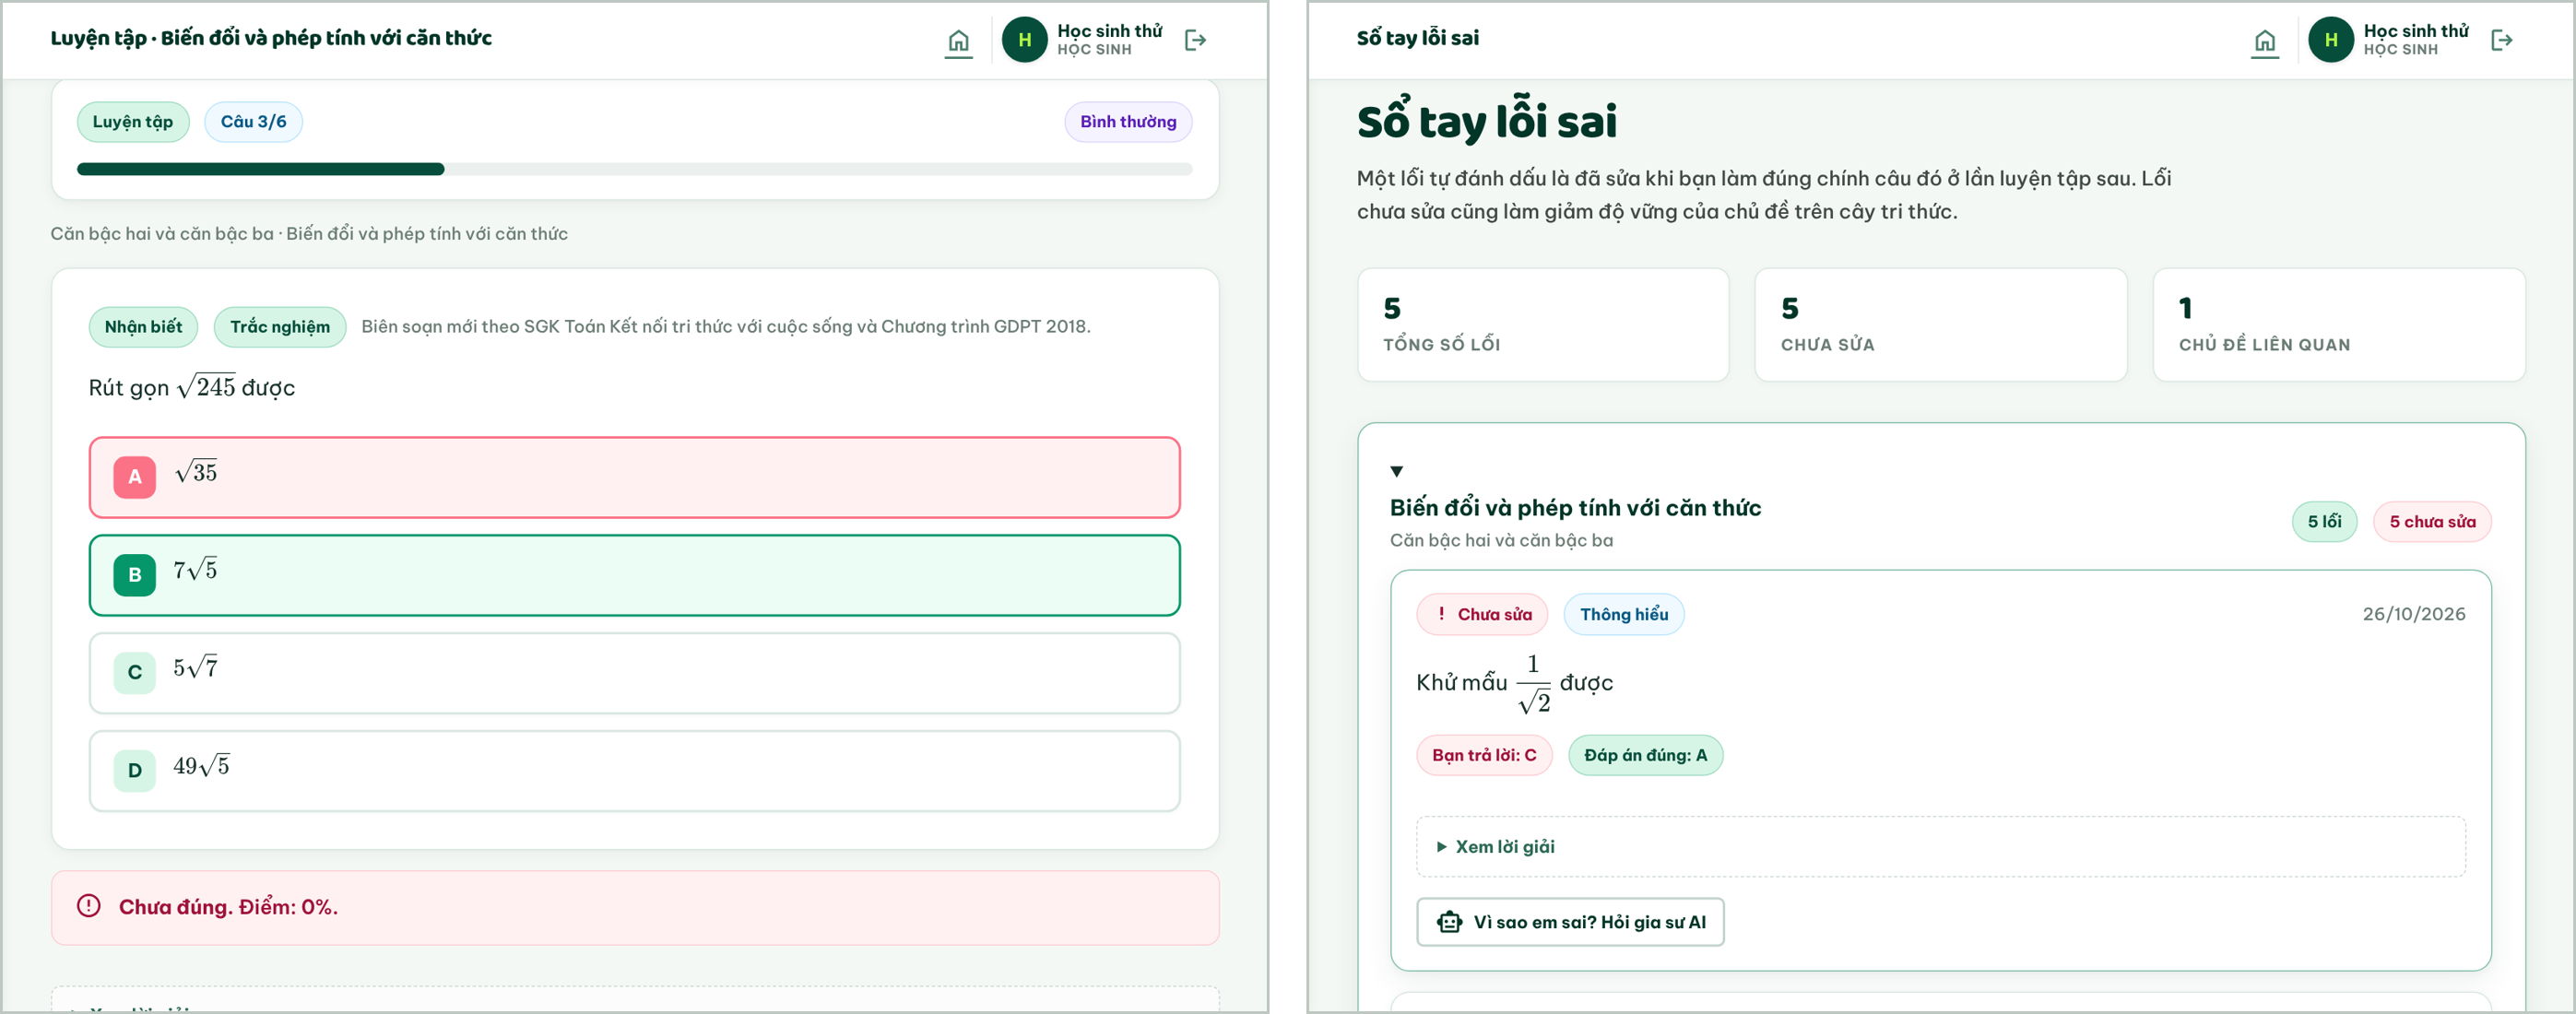 Luyện tập · Biến đổi và phép tính với căn thức
H
Học sinh thử
HỌC SINH
Luyện tập
Câu 3/6
Bình thường
Căn bậc hai và căn bậc ba · Biến đổi và phép tính với căn thức
Nhận biết
Trắc nghiệm
Biên soạn mới theo SGK Toán Kết nối tri thức với cuộc sống và Chương trình GDPT 2018.
Rút gọn √245 được
A √35
B 7√5
C 5√7
D 49√5
Chưa đúng. Điểm: 0%.
Sổ tay lỗi sai
H
Học sinh thử
HỌC SINH
Sổ tay lỗi sai
Một lỗi tự đánh dấu là đã sửa khi bạn làm đúng chính câu đó ở lần luyện tập sau. Lỗi
chưa sửa cũng làm giảm độ vững của chủ đề trên cây tri thức.
5
TỔNG SỐ LỖI
5
CHƯA SỬA
1
CHỦ ĐỀ LIÊN QUAN
Biến đổi và phép tính với căn thức
Căn bậc hai và căn bậc ba
5 lỗi
5 chưa sửa
! Chưa sửa
Thông hiểu
26/10/2026
Khử mẫu 1/√2 được
Bạn trả lời: C
Đáp án đúng: A
Xem lời giải
Vì sao em sai? Hỏi gia sư AI